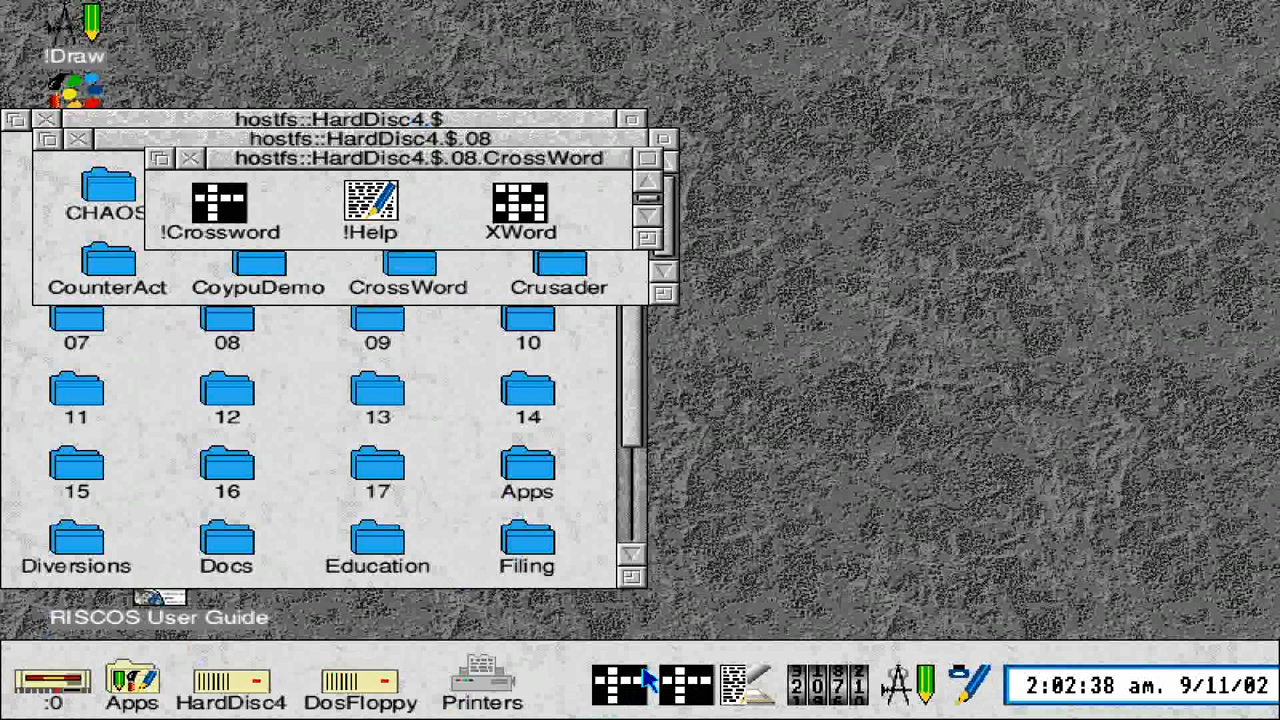 !Draw
hostfs::HardDisc4.$
hostfs::HardDisc4.$.08
hostfs::HardDisc4.$.08.CrossWord
CHAOS
!Crossword !Help XWord
CounterAct CoypuDemo CrossWord Crusader
07 08 09 10
11 12 13 14
15 16 17 Apps
Diversions Docs Education Filing
RISCOS User Guide
:0 Apps HardDisc4 DosFloppy Printers
2:02:38 am. 9/11/02